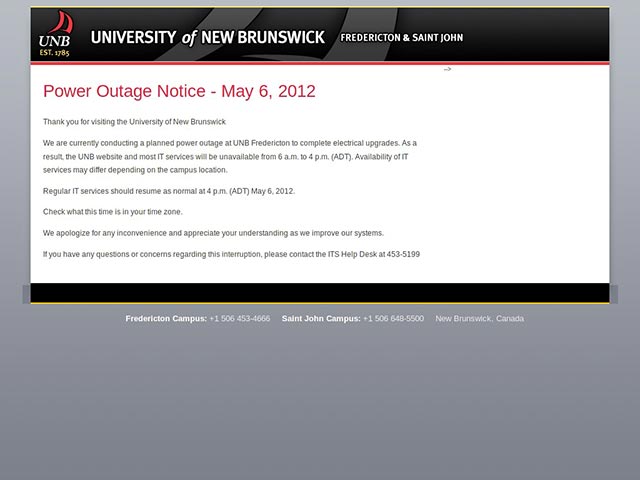 UNB
EST. 1785
UNIVERSITY of NEW BRUNSWICK FREDERICTON & SAINT JOHN
-->
Power Outage Notice - May 6, 2012
Thank you for visiting the University of New Brunswick
We are currently conducting a planned power outage at UNB Fredericton to complete electrical upgrades. As a
result, the UNB website and most IT services will be unavailable from 6 a.m. to 4 p.m. (ADT). Availability of IT
services may differ depending on the campus location.
Regular IT services should resume as normal at 4 p.m. (ADT) May 6, 2012.
Check what this time is in your time zone.
We apologize for any inconvenience and appreciate your understanding as we improve our systems.
If you have any questions or concerns regarding this interruption, please contact the ITS Help Desk at 453-5199
Fredericton Campus: +1 506 453-4666 Saint John Campus: +1 506 648-5500 New Brunswick, Canada